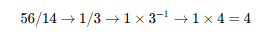 56/14 → 1/3 → 1 × 3⁻¹ → 1 × 4 = 4